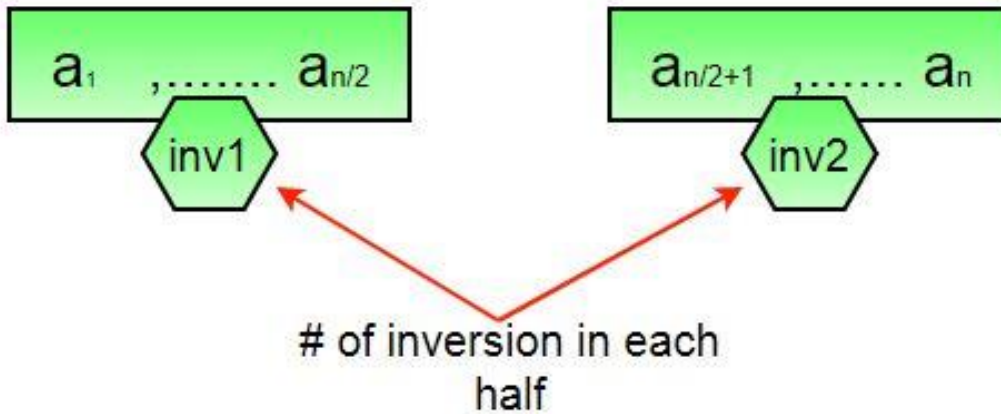 a1 ,....... an/2
an/2+1 ,...... an
inv1
inv2
# of inversion in each
half